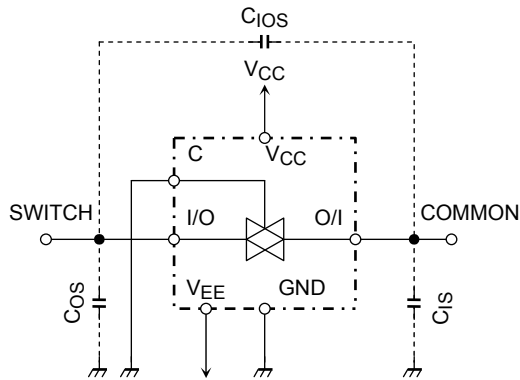 CIOS
VCC
C
VCC
SWITCH
I/O
O/I
COMMON
COS
VEE
GND
CIS